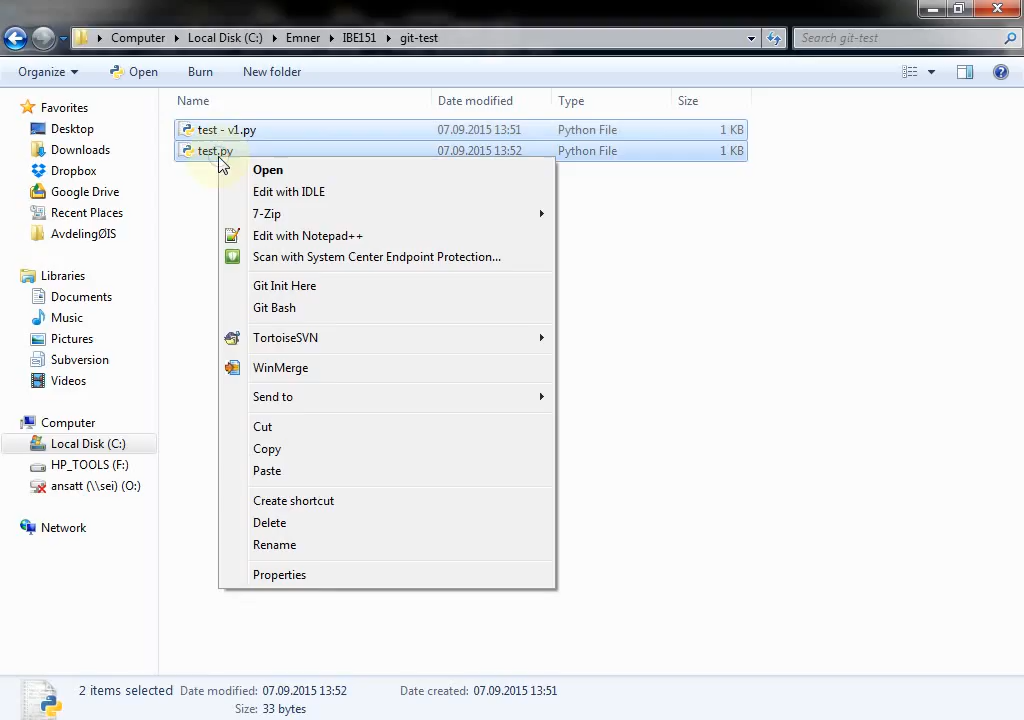 Computer Local Disk (C:) Emner IBE151 git-test Search git-test
Organize Open Burn New folder
Favorites
Desktop
Downloads
Dropbox
Google Drive
Recent Places
AvdelingØIS
Libraries
Documents
Music
Pictures
Subversion
Videos
Computer
Local Disk (C:)
HP_TOOLS (F:)
ansatt (\\sei) (O:)
Network
Name Date modified Type Size
test - v1.py 07.09.2015 13:51 Python File 1 KB
test.py 07.09.2015 13:52 Python File 1 KB
Open
Edit with IDLE
7-Zip
Edit with Notepad++
Scan with System Center Endpoint Protection...
Git Init Here
Git Bash
TortoiseSVN
WinMerge
Send to
Cut
Copy
Paste
Create shortcut
Delete
Rename
Properties
2 items selected Date modified: 07.09.2015 13:52 Date created: 07.09.2015 13:51
Size: 33 bytes